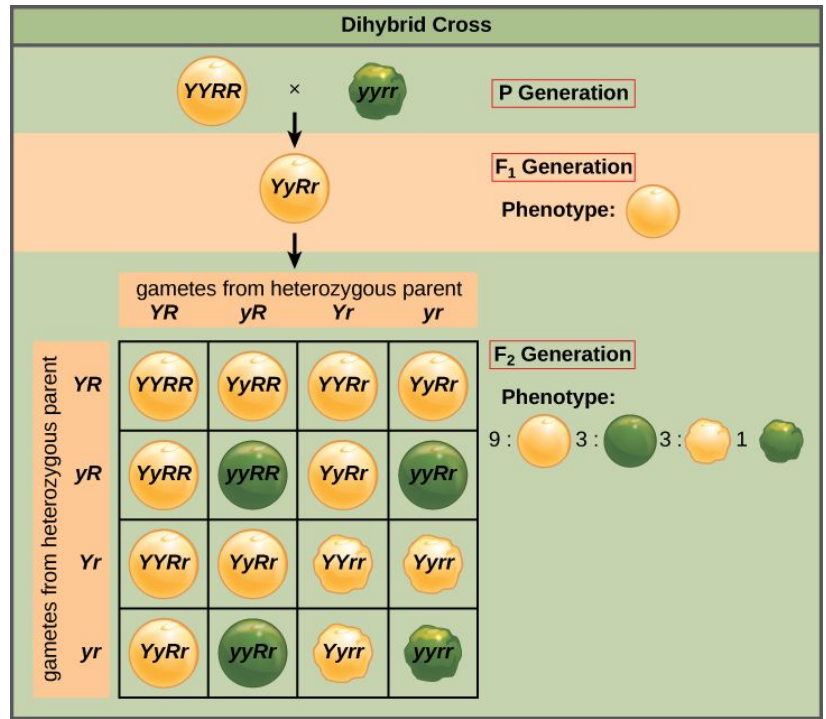 Dihybrid Cross
YYRR × yyrr
P Generation
YyRr
F₁ Generation
Phenotype:
gametes from heterozygous parent
YR yR Yr yr
gametes from heterozygous parent
YR YYRR YyRR YYRr YyRr
yR YyRR yyRR YyRr yyRr
Yr YYRr YyRr YYrr Yyrr
yr YyRr yyRr Yyrr yyrr
F₂ Generation
Phenotype:
9 : 3 : 3 : 1